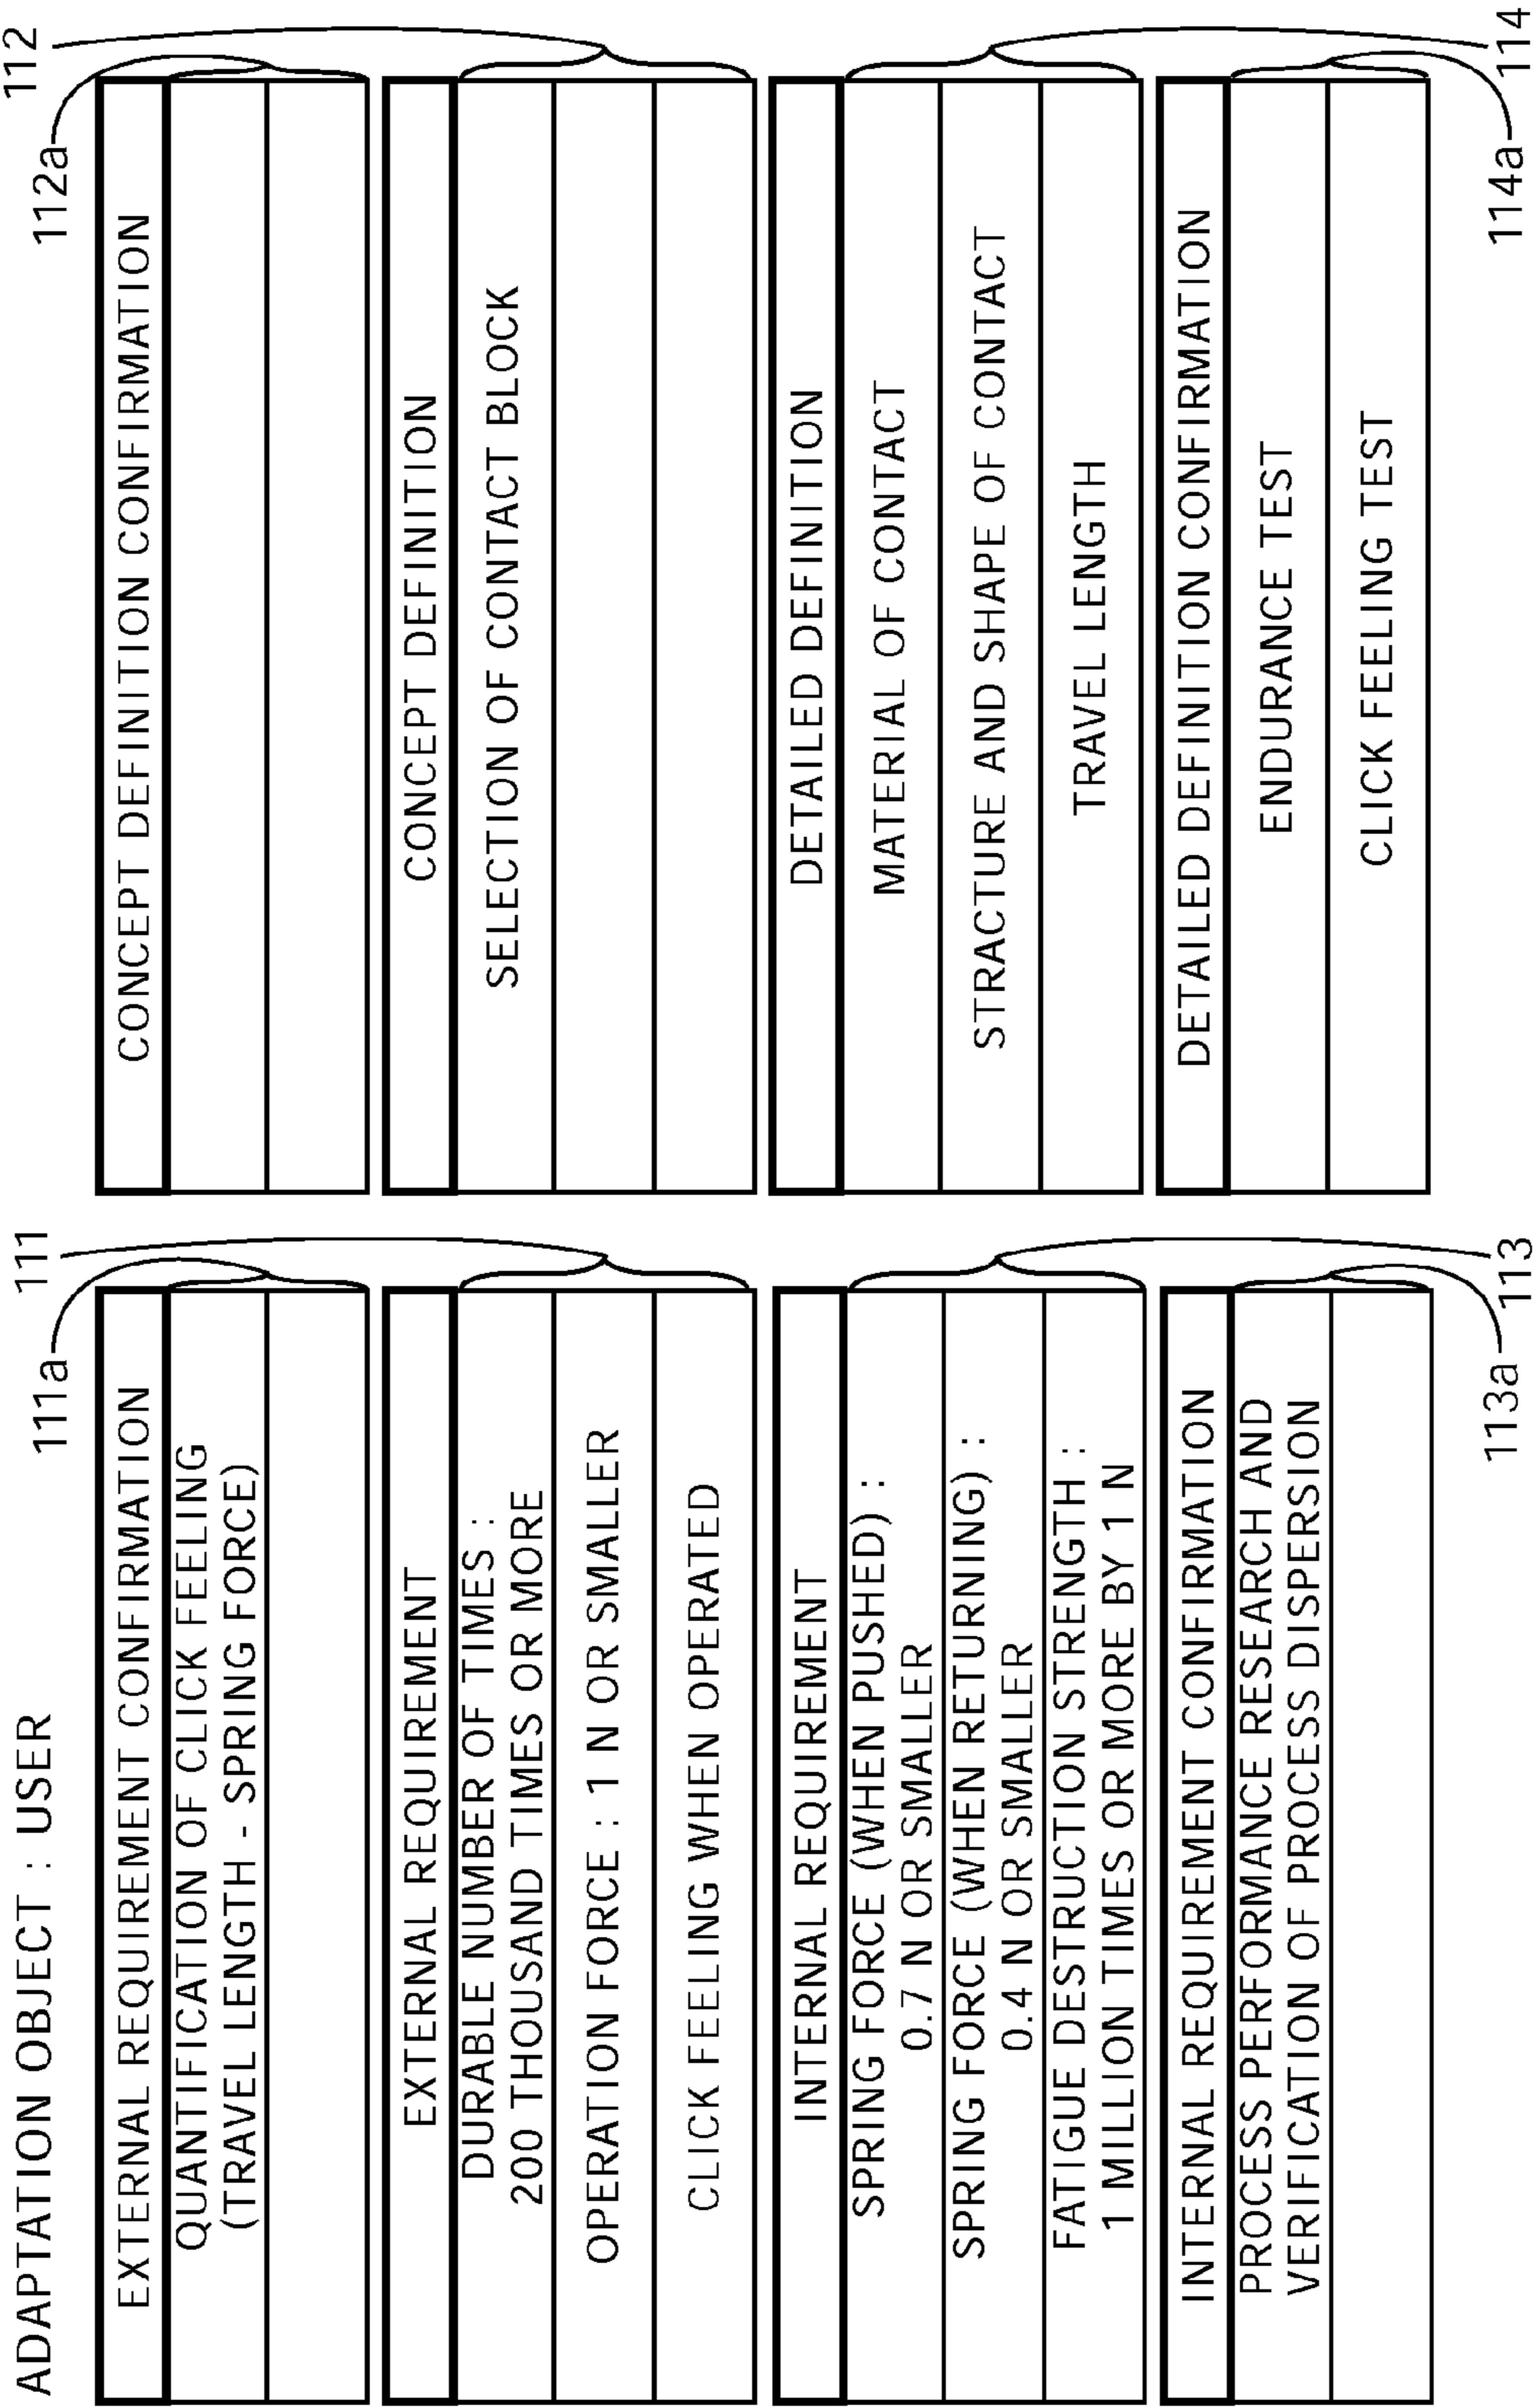 ADAPTATION OBJECT : USER
111a
111
EXTERNAL REQUIREMENT CONFIRMATION
QUANTIFICATION OF CLICK FEELING
(TRAVEL LENGTH - SPRING FORCE)
EXTERNAL REQUIREMENT
DURABLE NUMBER OF TIMES :
200 THOUSAND TIMES OR MORE
OPERATION FORCE : 1 N OR SMALLER
CLICK FEELING WHEN OPERATED
INTERNAL REQUIREMENT
SPRING FORCE (WHEN PUSHED) :
0.7 N OR SMALLER
SPRING FORCE (WHEN RETURNING) :
0.4 N OR SMALLER
FATIGUE DESTRUCTION STRENGTH :
1 MILLION TIMES OR MORE BY 1 N
INTERNAL REQUIREMENT CONFIRMATION
PROCESS PERFORMANCE RESEARCH AND
VERIFICATION OF PROCESS DISPERSION
113a
113
112a
112
CONCEPT DEFINITION CONFIRMATION
CONCEPT DEFINITION
SELECTION OF CONTACT BLOCK
DETAILED DEFINITION
MATERIAL OF CONTACT
STRACTURE AND SHAPE OF CONTACT
TRAVEL LENGTH
DETAILED DEFINITION CONFIRMATION
ENDURANCE TEST
CLICK FEELING TEST
114a
114